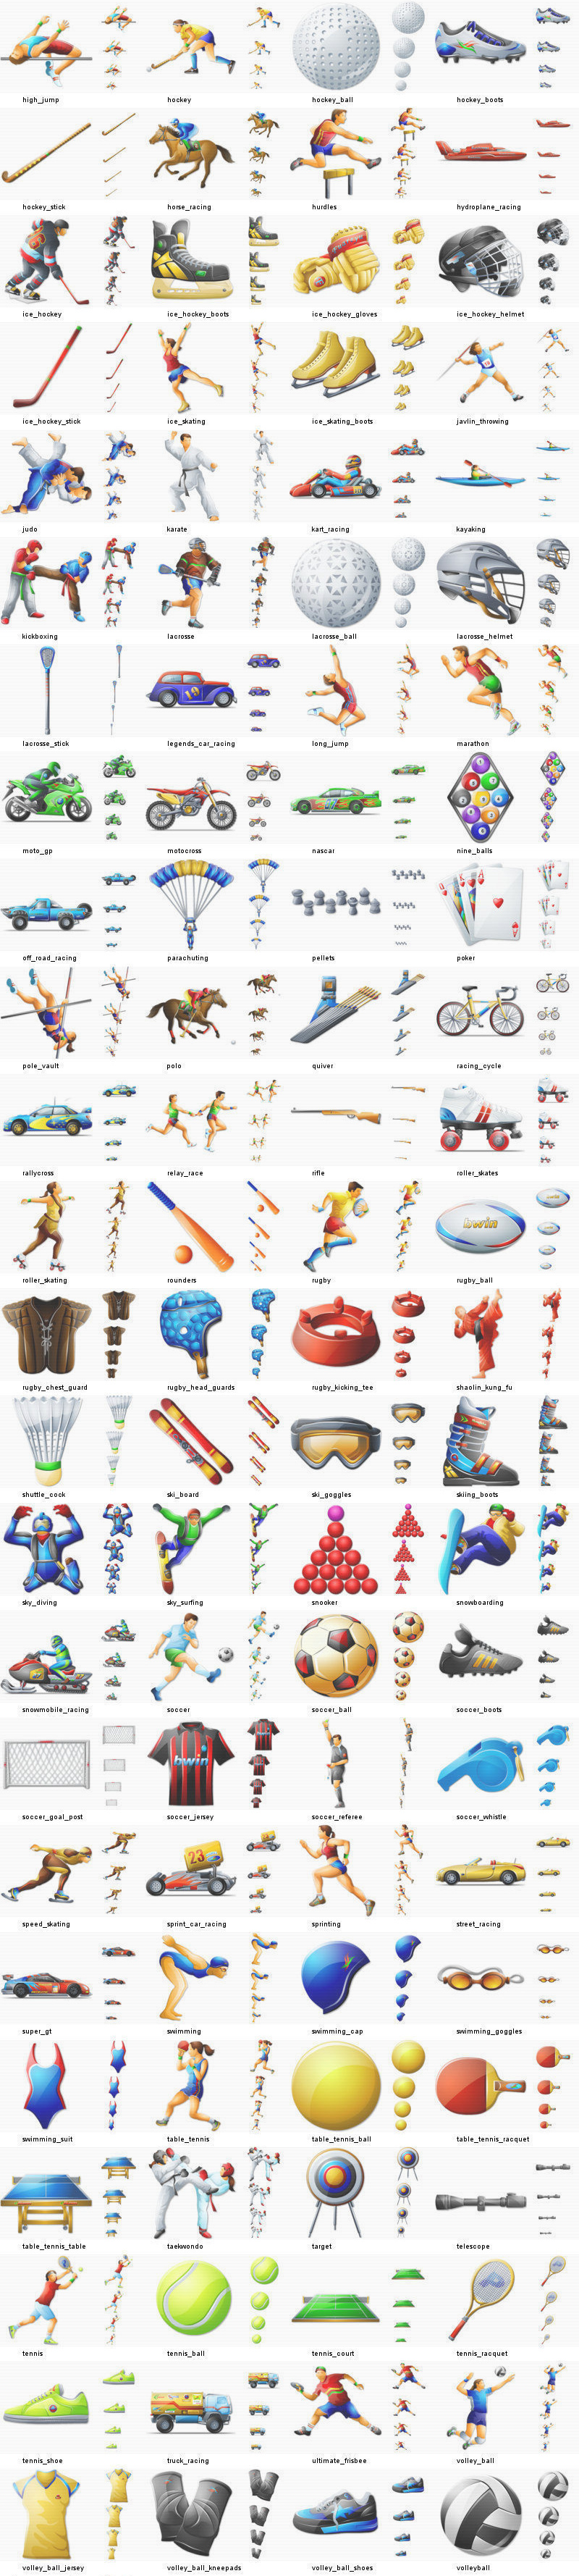 high_jump hockey hockey_ball hockey_boots
hockey_stick horse_racing hurdles hydroplane_racing
ice_hockey ice_hockey_boots ice_hockey_gloves ice_hockey_helmet
ice_hockey_stick ice_skating ice_skating_boots javlin_throwing
judo karate kart_racing kayaking
kickboxing lacrosse lacrosse_ball lacrosse_helmet
lacrosse_stick legends_car_racing long_jump marathon
moto_gp motocross nascar nine_balls
off_road_racing parachuting pellets poker
pole_vault polo quiver racing_cycle
rallycross relay_race rifle roller_skates
bwin
roller_skating rounders rugby rugby_ball
rugby_chest_guard rugby_head_guards rugby_kicking_tee shaolin_kung_fu
shuttle_cock ski_board ski_goggles skiing_boots
sky_diving sky_surfing snooker snowboarding
snowmobile_racing soccer soccer_ball soccer_boots
bwin
soccer_goal_post soccer_jersey soccer_referee soccer_whistle
23
speed_skating sprint_car_racing sprinting street_racing
super_gt swimming swimming_cap swimming_goggles
swimming_suit table_tennis table_tennis_ball table_tennis_racquet
table_tennis_table taekwondo target telescope
tennis tennis_ball tennis_court tennis_racquet
tennis_shoe truck_racing ultimate_frisbee volley_ball
volley_ball_jersey volley_ball_kneepads volley_ball_shoes volleyball